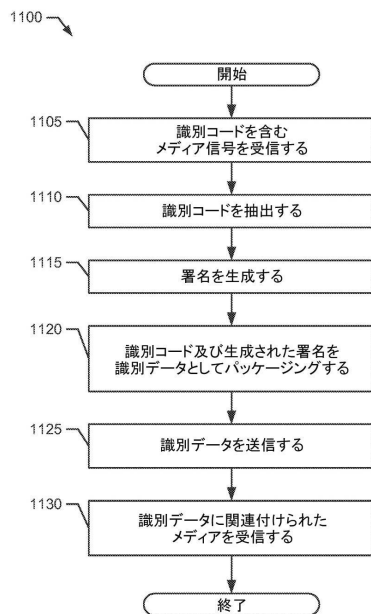 1100
開始
1105
識別コードを含む
メディア信号を受信する
1110
識別コードを抽出する
1115
署名を生成する
1120
識別コード及び生成された署名を
識別データとしてパッケージングする
1125
識別データを送信する
1130
識別データに関連付けられた
メディアを受信する
終了